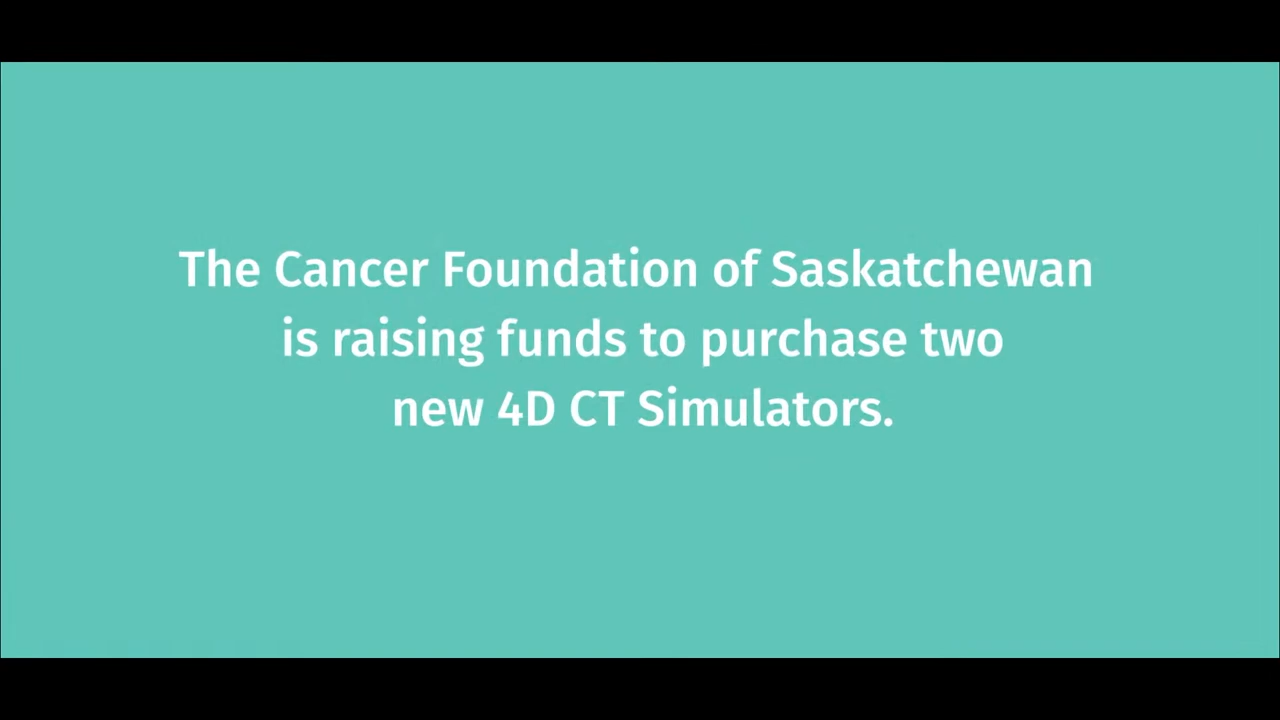 The Cancer Foundation of Saskatchewan
is raising funds to purchase two
new 4D CT Simulators.